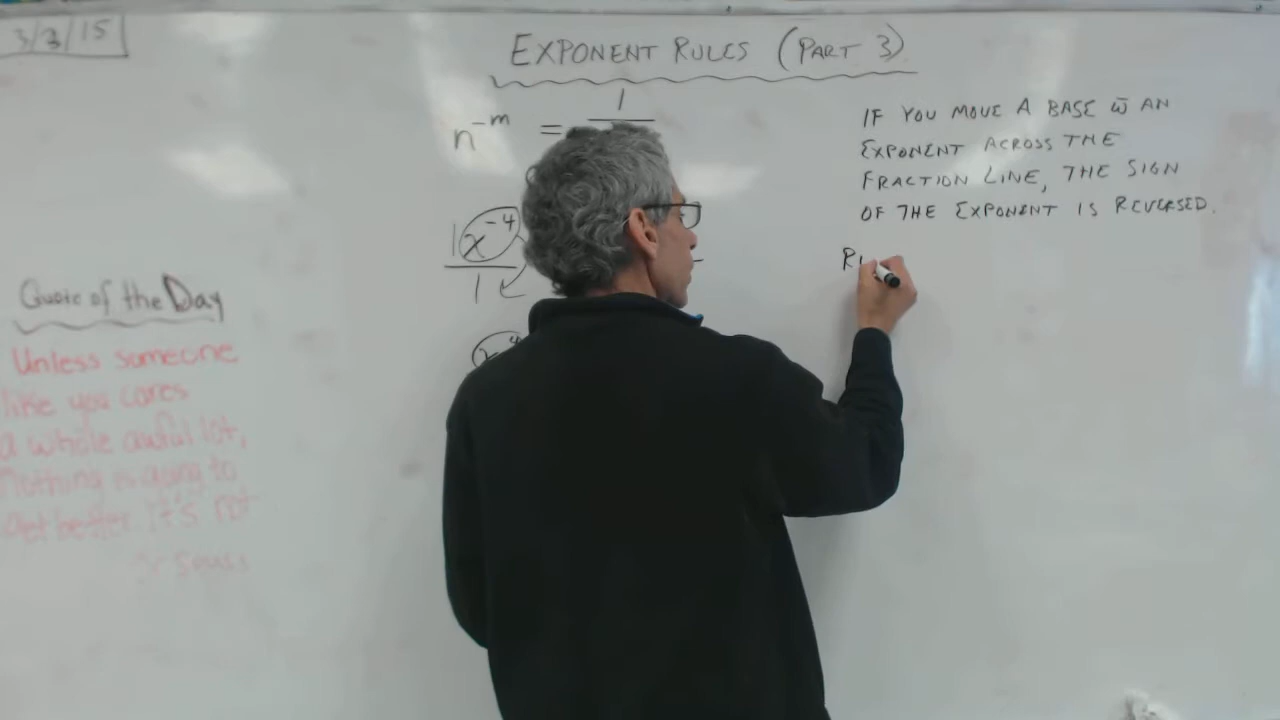 3/3/15
EXPONENT RULES (PART 3)
n^-m = 1
1x^-4
1
x^4
IF YOU MOVE A BASE w̄ AN
EXPONENT ACROSS THE
FRACTION LINE, THE SIGN
OF THE EXPONENT IS REVERSED.
Quote of the Day
Unless someone
like you cares
a whole awful lot,
Nothing is going to
get better. It's not